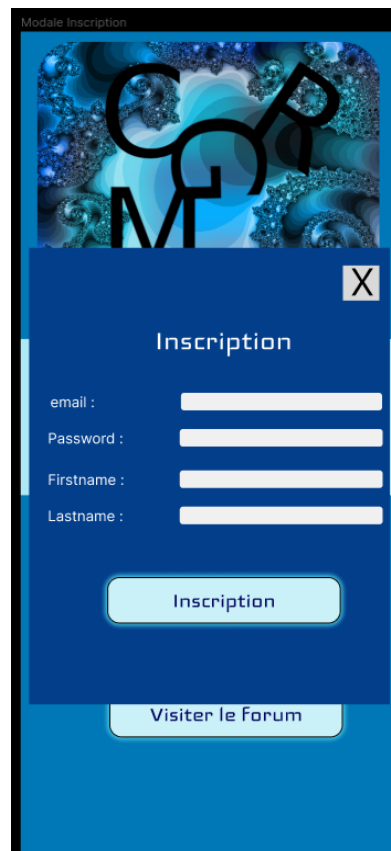 Modale Inscription
C R
G
M
X
Inscription
email :
Password :
Firstname :
Lastname :
Inscription
Visiter le Forum